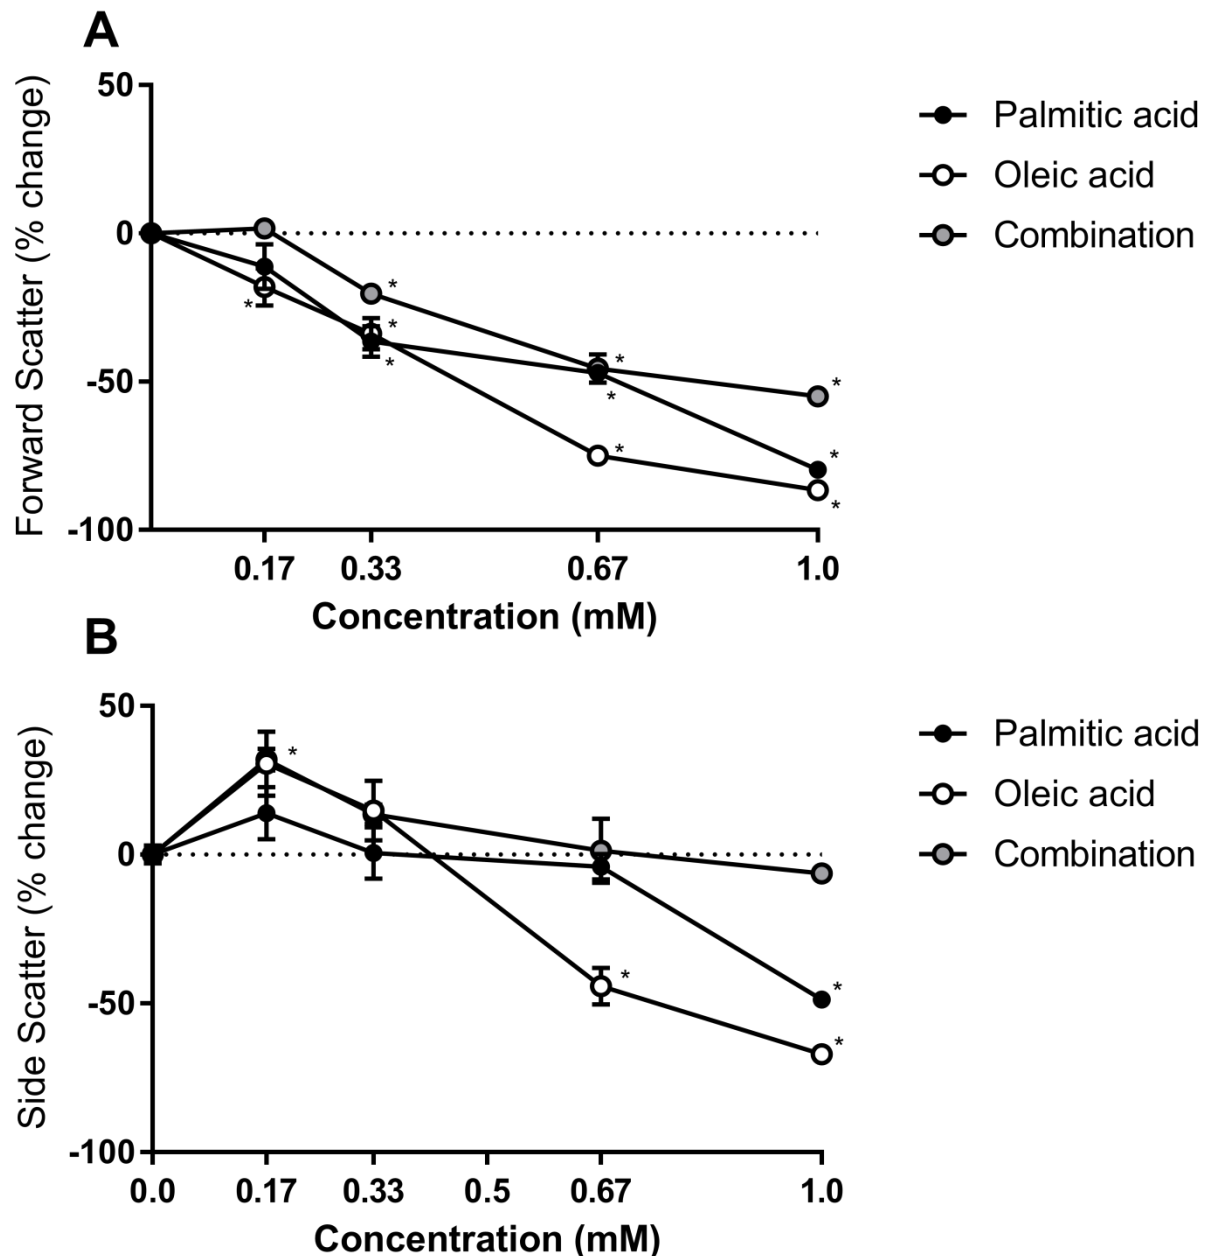 A
50
0
-50
-100
Forward Scatter (% change)
* * * * * * * * * *
0.17 0.33 0.67 1.0
Concentration (mM)
Palmitic acid
Oleic acid
Combination
B
50
0
-50
-100
Side Scatter (% change)
* * * *
0.0 0.17 0.33 0.5 0.67 1.0
Concentration (mM)
Palmitic acid
Oleic acid
Combination